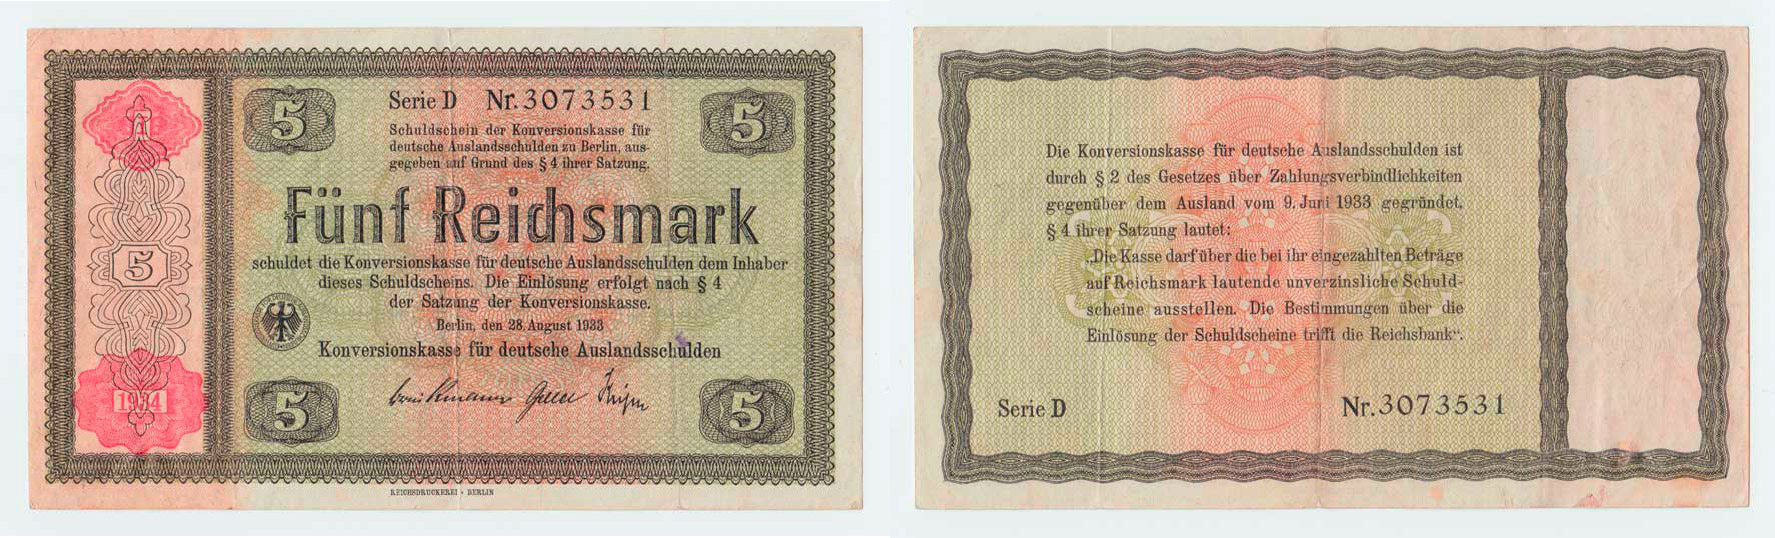 5
Serie D Nr. 3073531
5
Schuldschein der Konversionskasse für
deutsche Auslandsschulden zu Berlin, aus-
gegeben auf Grund des § 4 ihrer Satzung.
Fünf Reichsmark
5
schuldet die Konversionskasse für deutsche Auslandsschulden dem Inhaber
dieses Schuldscheins. Die Einlösung erfolgt nach § 4
der Satzung der Konversionskasse.
Berlin, den 28. August 1933
Konversionskasse für deutsche Auslandsschulden
1934
5
5
REICHSDRUCKEREI • BERLIN
Die Konversionskasse für deutsche Auslandsschulden ist
durch § 2 des Gesetzes über Zahlungsverbindlichkeiten
gegenüber dem Ausland vom 9. Juni 1933 gegründet,
§ 4 ihrer Satzung lautet:
„Die Kasse darf über die bei ihr eingezahlten Beträge
auf Reichsmark lautende unverzinsliche Schuld-
scheine ausstellen. Die Bestimmungen über die
Einlösung der Schuldscheine trifft die Reichsbank“.
Serie D
Nr. 3073531